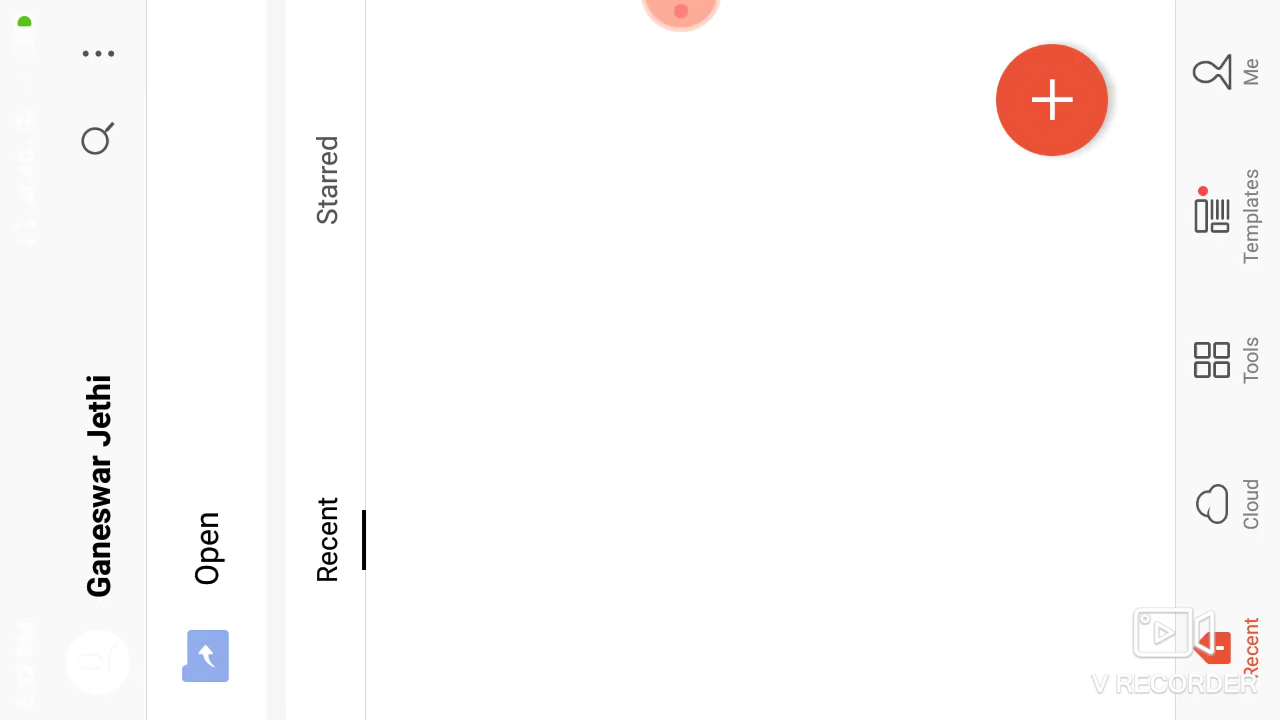 Ganeswar Jethi
Open
Recent
Starred
Recent
Cloud
Tools
Templates
Me
V RECORDER